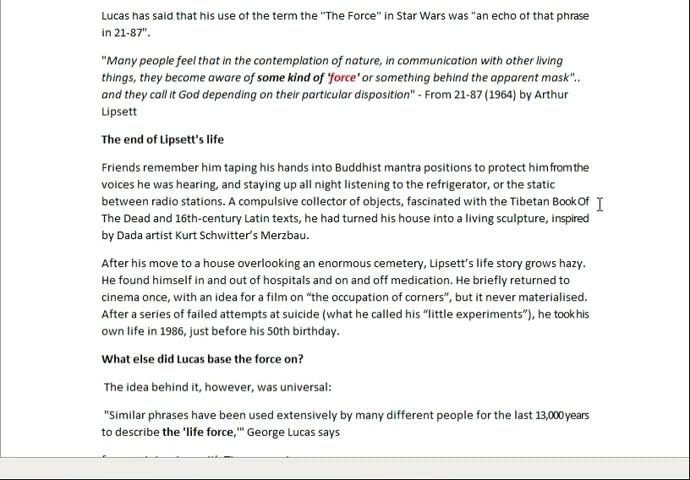 Lucas has said that his use of the term the "The Force" in Star Wars was "an echo of that phrase
in 21-87".
"Many people feel that in the contemplation of nature, in communication with other living
things, they become aware of some kind of 'force' or something behind the apparent mask"..
and they call it God depending on their particular disposition" - From 21-87 (1964) by Arthur
Lipsett
The end of Lipsett's life
Friends remember him taping his hands into Buddhist mantra positions to protect him from the
voices he was hearing, and staying up all night listening to the refrigerator, or the static
between radio stations. A compulsive collector of objects, fascinated with the Tibetan Book Of
The Dead and 16th-century Latin texts, he had turned his house into a living sculpture, inspired
by Dada artist Kurt Schwitter's Merzbau.
After his move to a house overlooking an enormous cemetery, Lipsett's life story grows hazy.
He found himself in and out of hospitals and on and off medication. He briefly returned to
cinema once, with an idea for a film on "the occupation of corners", but it never materialised.
After a series of failed attempts at suicide (what he called his "little experiments"), he took his
own life in 1986, just before his 50th birthday.
What else did Lucas base the force on?
The idea behind it, however, was universal:
"Similar phrases have been used extensively by many different people for the last 13,000 years
to describe the 'life force,'" George Lucas says